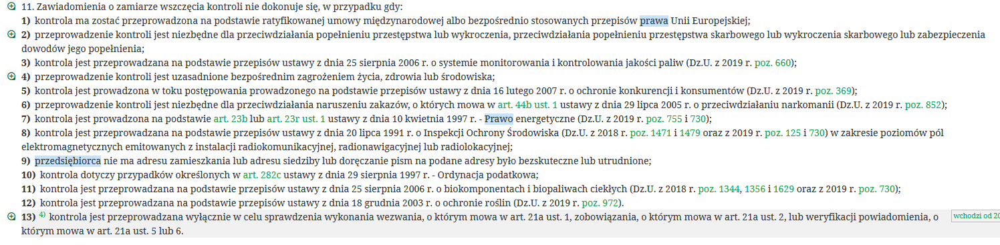 11. Zawiadomienia o zamiarze wszczęcia kontroli nie dokonuje się, w przypadku gdy:
1) kontrola ma zostać przeprowadzona na podstawie ratyfikowanej umowy międzynarodowej albo bezpośrednio stosowanych przepisów prawa Unii Europejskiej;
2) przeprowadzenie kontroli jest niezbędne dla przeciwdziałania popełnieniu przestępstwa lub wykroczenia, przeciwdziałania popełnieniu przestępstwa skarbowego lub wykroczenia skarbowego lub zabezpieczenia
dowodów jego popełnienia;
3) kontrola jest przeprowadzana na podstawie przepisów ustawy z dnia 25 sierpnia 2006 r. o systemie monitorowania i kontrolowania jakości paliw (Dz.U. z 2019 r. poz. 660);
4) przeprowadzenie kontroli jest uzasadnione bezpośrednim zagrożeniem życia, zdrowia lub środowiska;
5) kontrola jest prowadzona w toku postępowania prowadzonego na podstawie przepisów ustawy z dnia 16 lutego 2007 r. o ochronie konkurencji i konsumentów (Dz.U. z 2019 r. poz. 369);
6) przeprowadzenie kontroli jest niezbędne dla przeciwdziałania naruszeniu zakazów, o których mowa w art. 44b ust. 1 ustawy z dnia 29 lipca 2005 r. o przeciwdziałaniu narkomanii (Dz.U. z 2019 r. poz. 852);
7) kontrola jest prowadzona na podstawie art. 23b lub art. 23r ust. 1 ustawy z dnia 10 kwietnia 1997 r. - Prawo energetyczne (Dz.U. z 2019 r. poz. 755 i 730);
8) kontrola jest przeprowadzana na podstawie przepisów ustawy z dnia 20 lipca 1991 r. o Inspekcji Ochrony Środowiska (Dz.U. z 2018 r. poz. 1471 i 1479 oraz z 2019 r. poz. 125 i 730) w zakresie poziomów pól
elektromagnetycznych emitowanych z instalacji radiokomunikacyjnej, radionawigacyjnej lub radiolokacyjnej;
9) przedsiębiorca nie ma adresu zamieszkania lub adresu siedziby lub doręczanie pism na podane adresy było bezskuteczne lub utrudnione;
10) kontrola dotyczy przypadków określonych w art. 282c ustawy z dnia 29 sierpnia 1997 r. - Ordynacja podatkowa;
11) kontrola jest przeprowadzana na podstawie przepisów ustawy z dnia 25 sierpnia 2006 r. o biokomponentach i biopaliwach ciekłych (Dz.U. z 2018 r. poz. 1344, 1356 i 1629 oraz z 2019 r. poz. 730);
12) kontrola jest przeprowadzana na podstawie przepisów ustawy z dnia 18 grudnia 2003 r. o ochronie roślin (Dz.U. z 2019 r. poz. 972).
13) 4) kontrola jest przeprowadzana wyłącznie w celu sprawdzenia wykonania wezwania, o którym mowa w art. 21a ust. 1, zobowiązania, o którym mowa w art. 21a ust. 2, lub weryfikacji powiadomienia, o wchodzi od
którym mowa w art. 21a ust. 5 lub 6.